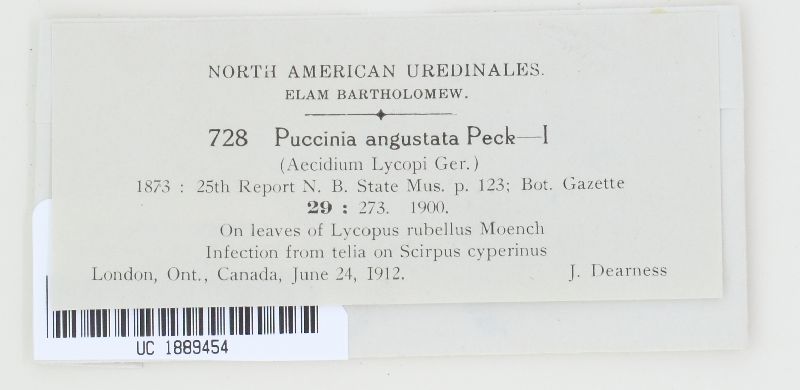 NORTH AMERICAN UREDINALES.
ELAM BARTHOLOMEW.
728 Puccinia angustata Peck—I
(Aecidium Lycopi Ger.)
1873 : 25th Report N. B. State Mus. p. 123; Bot. Gazette
29 : 273. 1900.
On leaves of Lycopus rubellus Moench
Infection from telia on Scirpus cyperinus
London, Ont., Canada, June 24, 1912. J. Dearness
UC 1889454